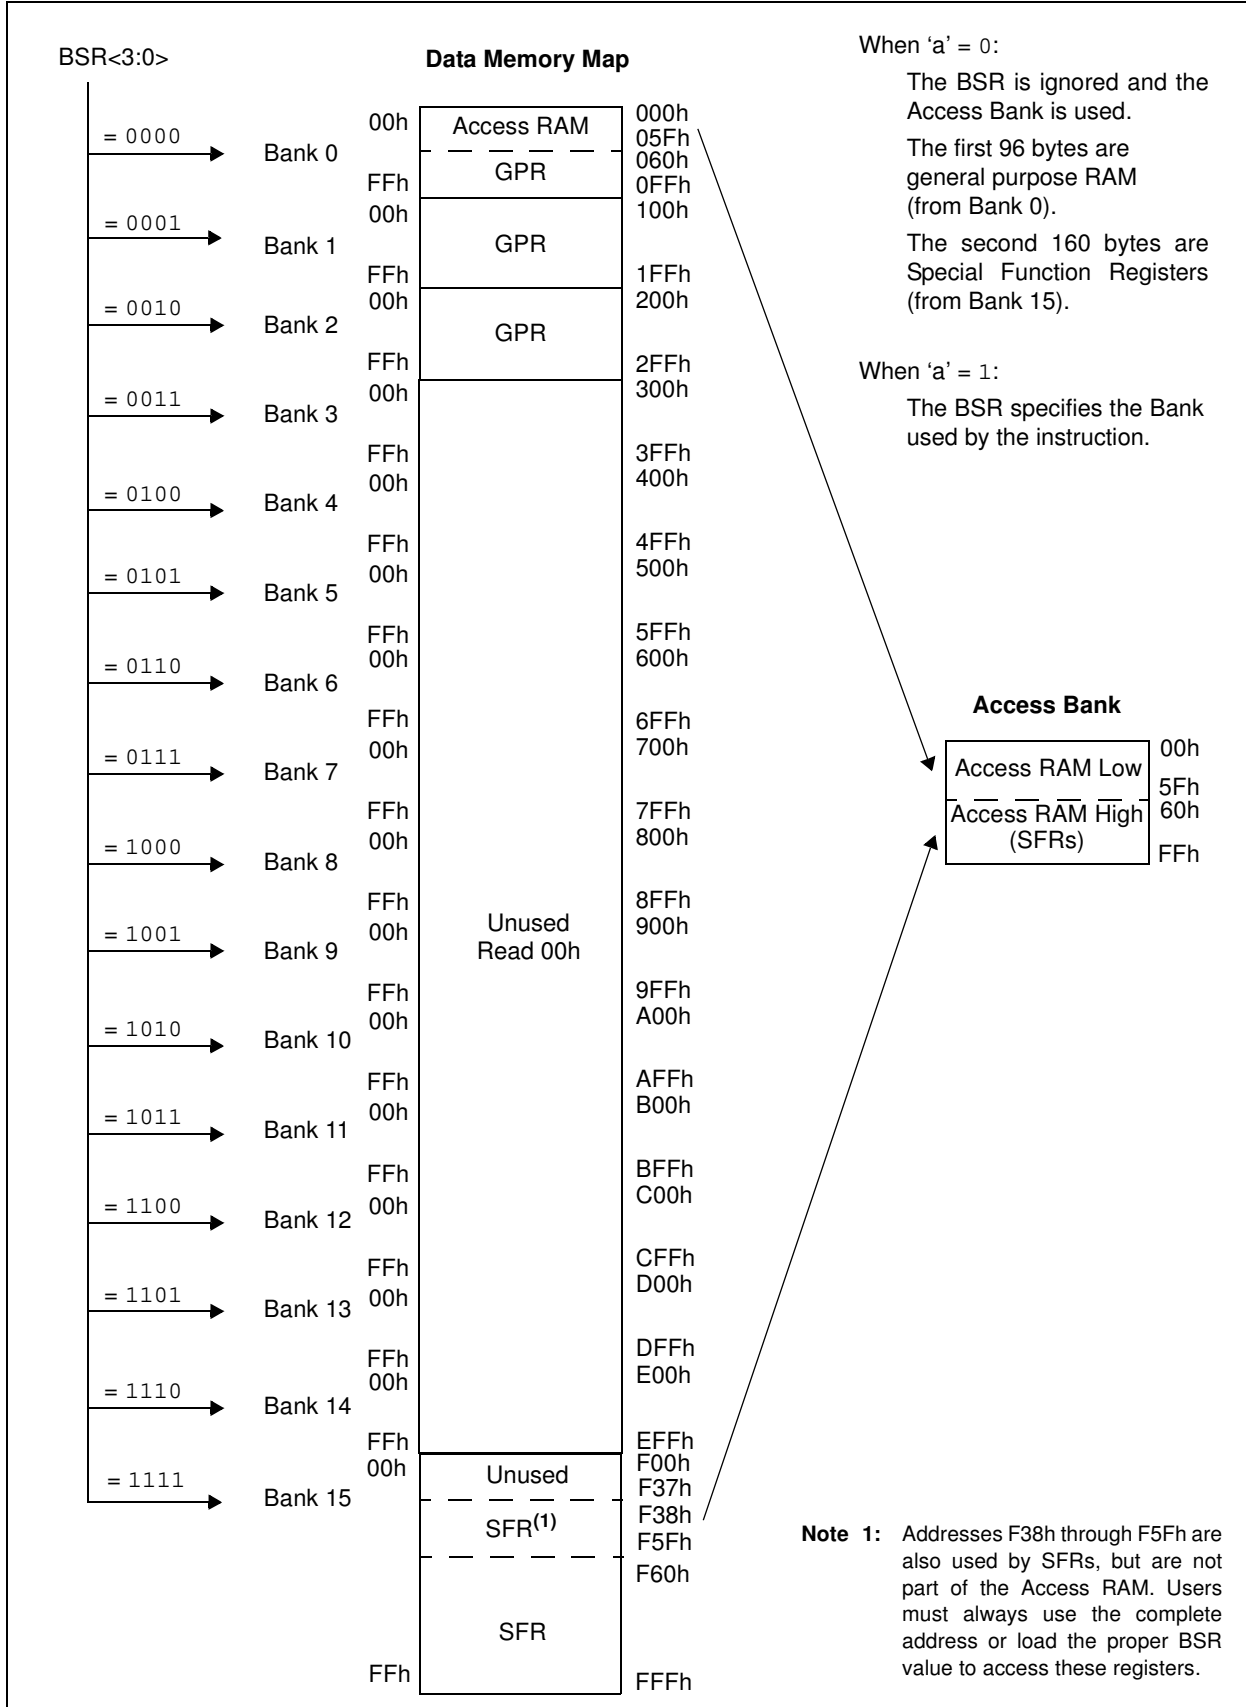 BSR<3:0>
Data Memory Map
When ‘a’ = 0:
The BSR is ignored and the
Access Bank is used.
The first 96 bytes are
general purpose RAM
(from Bank 0).
The second 160 bytes are
Special Function Registers
(from Bank 15).
When ‘a’ = 1:
The BSR specifies the Bank
used by the instruction.
= 0000
Bank 0
00h
FFh
Access RAM
GPR
000h
05Fh
060h
0FFh
= 0001
Bank 1
00h
FFh
GPR
100h
1FFh
= 0010
Bank 2
00h
FFh
GPR
200h
2FFh
= 0011
Bank 3
00h
FFh
300h
3FFh
= 0100
Bank 4
00h
FFh
400h
4FFh
= 0101
Bank 5
00h
FFh
500h
5FFh
= 0110
Bank 6
00h
FFh
600h
6FFh
= 0111
Bank 7
00h
FFh
700h
7FFh
= 1000
Bank 8
00h
FFh
800h
8FFh
= 1001
Bank 9
00h
FFh
Unused
Read 00h
900h
9FFh
= 1010
Bank 10
00h
FFh
A00h
AFFh
= 1011
Bank 11
00h
FFh
B00h
BFFh
= 1100
Bank 12
00h
FFh
C00h
CFFh
= 1101
Bank 13
00h
FFh
D00h
DFFh
= 1110
Bank 14
00h
FFh
E00h
EFFh
= 1111
Bank 15
00h
FFh
Unused
SFR(1)
SFR
F00h
F37h
F38h
F5Fh
F60h
FFFh
Access Bank
Access RAM Low
Access RAM High
(SFRs)
00h
5Fh
60h
FFh
Note 1: Addresses F38h through F5Fh are
also used by SFRs, but are not
part of the Access RAM. Users
must always use the complete
address or load the proper BSR
value to access these registers.